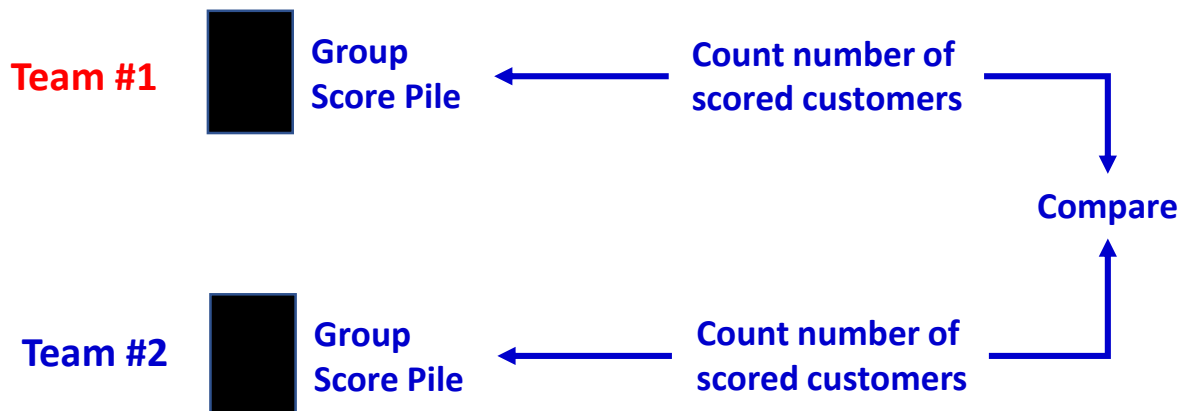 Team #1
Group
Score Pile
Count number of
scored customers
Compare
Team #2
Group
Score Pile
Count number of
scored customers